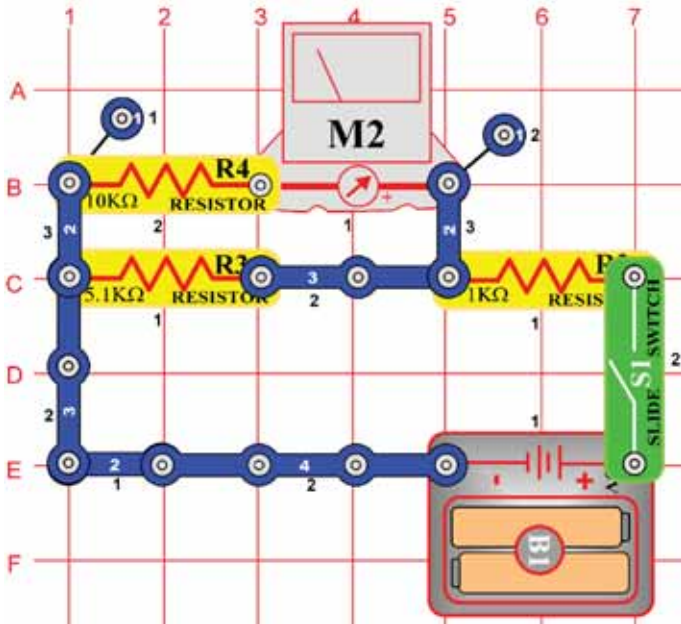 1 2 3 4 5 6 7
A
1 1
1 2
M2
B
R4
10KΩ
RESISTOR
+
3 2
2
1
2 3
C
R3
5.1KΩ
RESISTOR
3
2
1KΩ
1
1
S1
SLIDE SWITCH
2
D
2 3
1
E
2
1
4
2
- +
B1
F